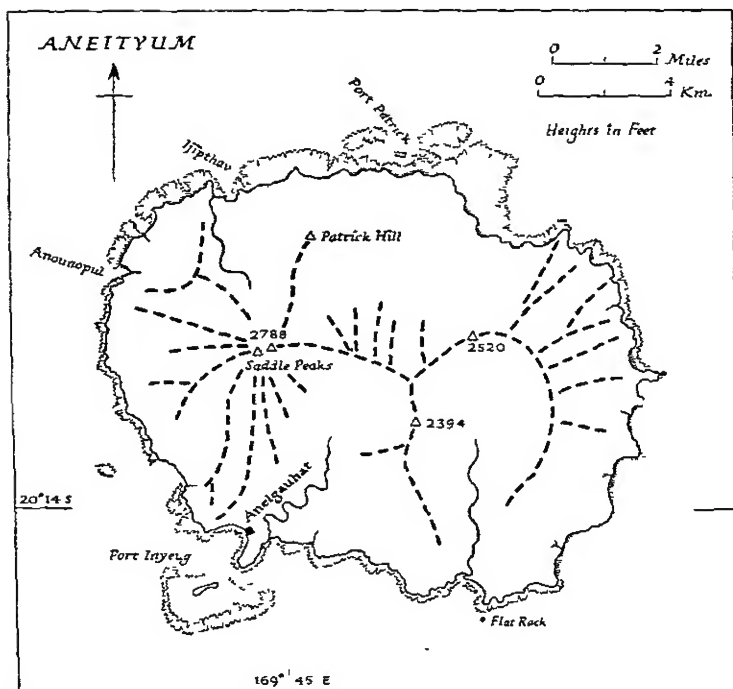 ANEITYUM
0 2 Miles
0 4 Km.
Heights in Feet
Port Patrick
Ijipthav
Anounopul
Patrick Hill
2788
Saddle Peaks
2520
2394
Anelgauhat
20° 14 S
Port Inyeug
Flat Rock
169° 45 E